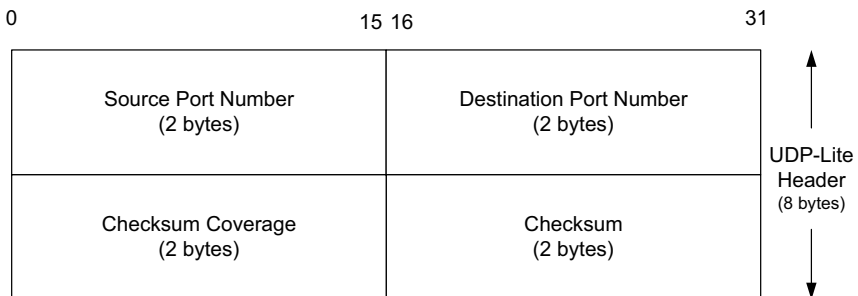 0 15 16 31
Source Port Number
(2 bytes)
Destination Port Number
(2 bytes)
UDP-Lite
Header
(8 bytes)
Checksum Coverage
(2 bytes)
Checksum
(2 bytes)